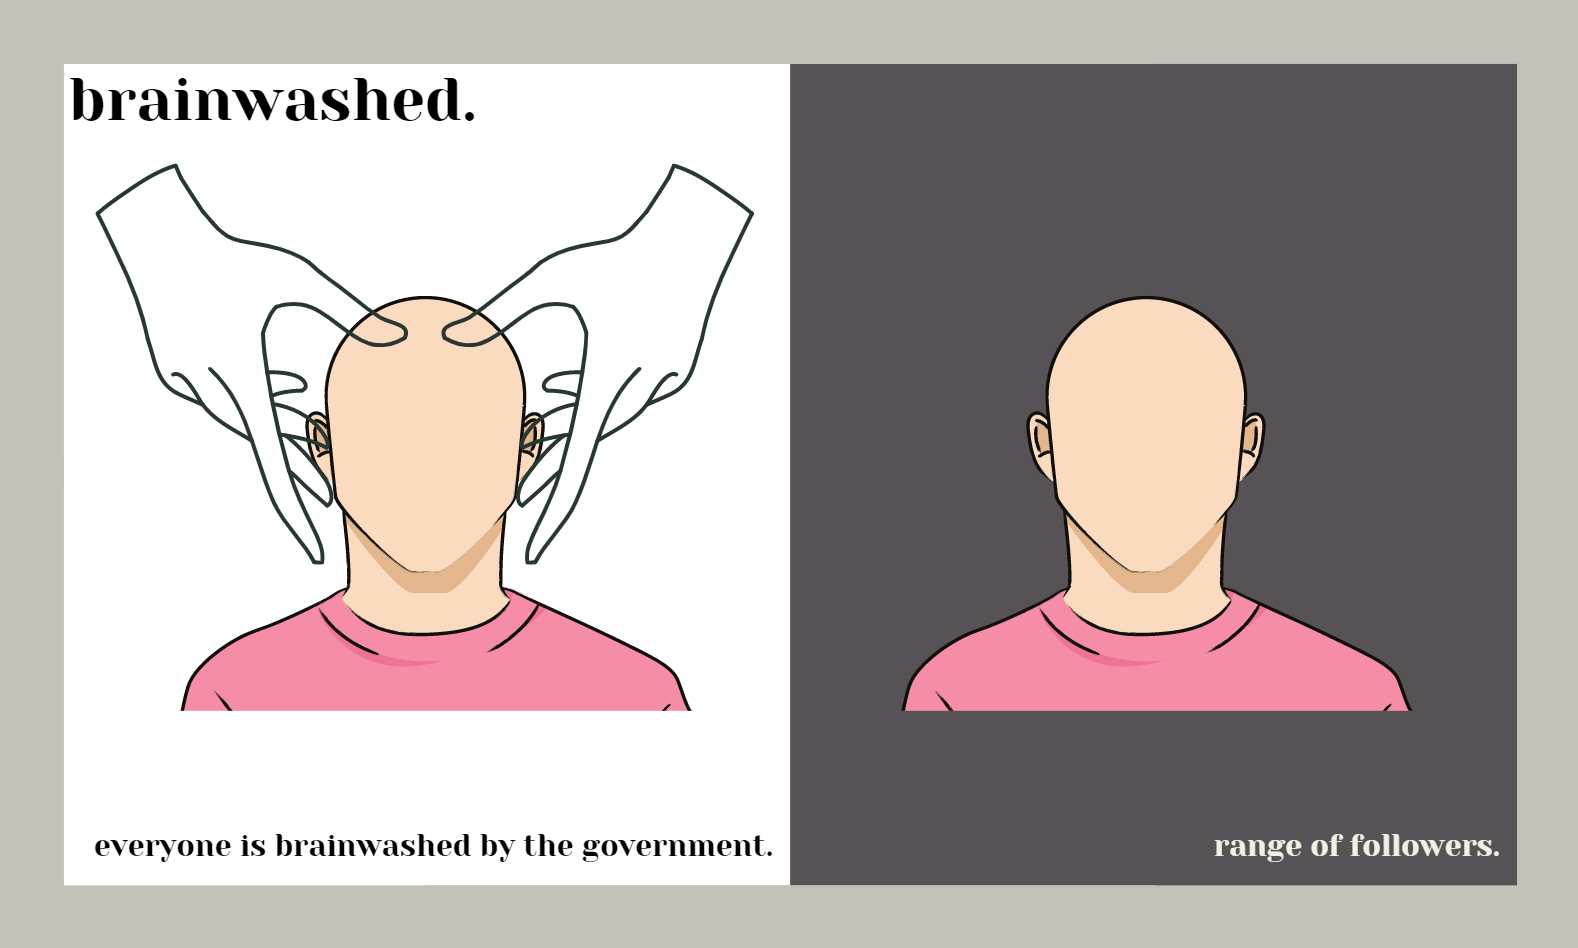 brainwashed.
everyone is brainwashed by the government.
range of followers.